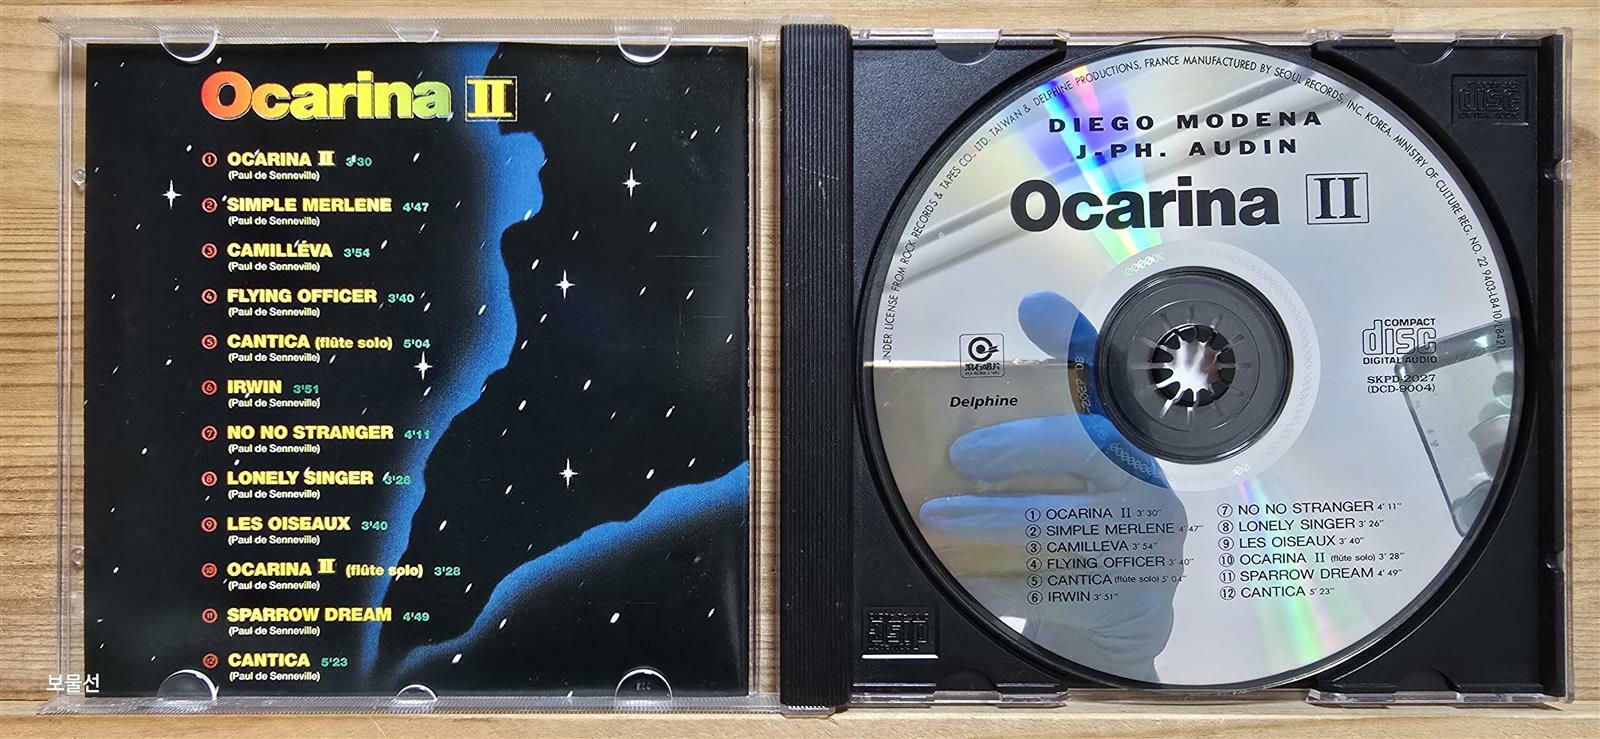 Ocarina II
① OCARINA II 3'30
(Paul de Senneville)
② SIMPLE MERLENE 4'47
(Paul de Senneville)
③ CAMILLÉVA 3'54
(Paul de Senneville)
④ FLYING OFFICER 3'40
(Paul de Senneville)
⑤ CANTICA (flûte solo) 5'04
(Paul de Senneville)
⑥ IRWIN 3'51
(Paul de Senneville)
⑦ NO NO STRANGER 4'11
(Paul de Senneville)
⑧ LONELY SINGER 3'26
(Paul de Senneville)
⑨ LES OISEAUX 3'40
(Paul de Senneville)
⑩ OCARINA II (flûte solo) 3'28
(Paul de Senneville)
⑪ SPARROW DREAM 4'49
(Paul de Senneville)
⑫ CANTICA 5'23
(Paul de Senneville)
보물선
UNDER LICENSE FROM ROCK RECORDS & TAPES CO., LTD. TAIWAN & DELPHINE PRODUCTIONS, FRANCE MANUFACTURED BY SEOUL RECORDS, INC. KOREA. MINISTRY OF CULTURE REG. NO. 22 9403-L8410/L8421
DIEGO MODENA
J-PH. AUDIN
Ocarina II
滾石唱片
Delphine
COMPACT
disc
DIGITAL AUDIO
SKPD-2027
(DCD-9004)
① OCARINA II 3' 30"
② SIMPLE MERLENE 4' 47"
③ CAMILLEVA 3' 54"
④ FLYING OFFICER 3' 40"
⑤ CANTICA (flûte solo) 5' 04"
⑥ IRWIN 3' 51"
⑦ NO NO STRANGER 4' 11"
⑧ LONELY SINGER 3' 26"
⑨ LES OISEAUX 3' 40"
⑩ OCARINA II (flûte solo) 3' 28"
⑪ SPARROW DREAM 4' 49"
⑫ CANTICA 5' 23"
disc
disc